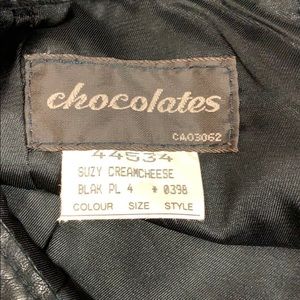 chocolates
CA03062
44534
SUZY CREAMCHEESE
BLAK PL 4 * 0398
COLOUR SIZE STYLE